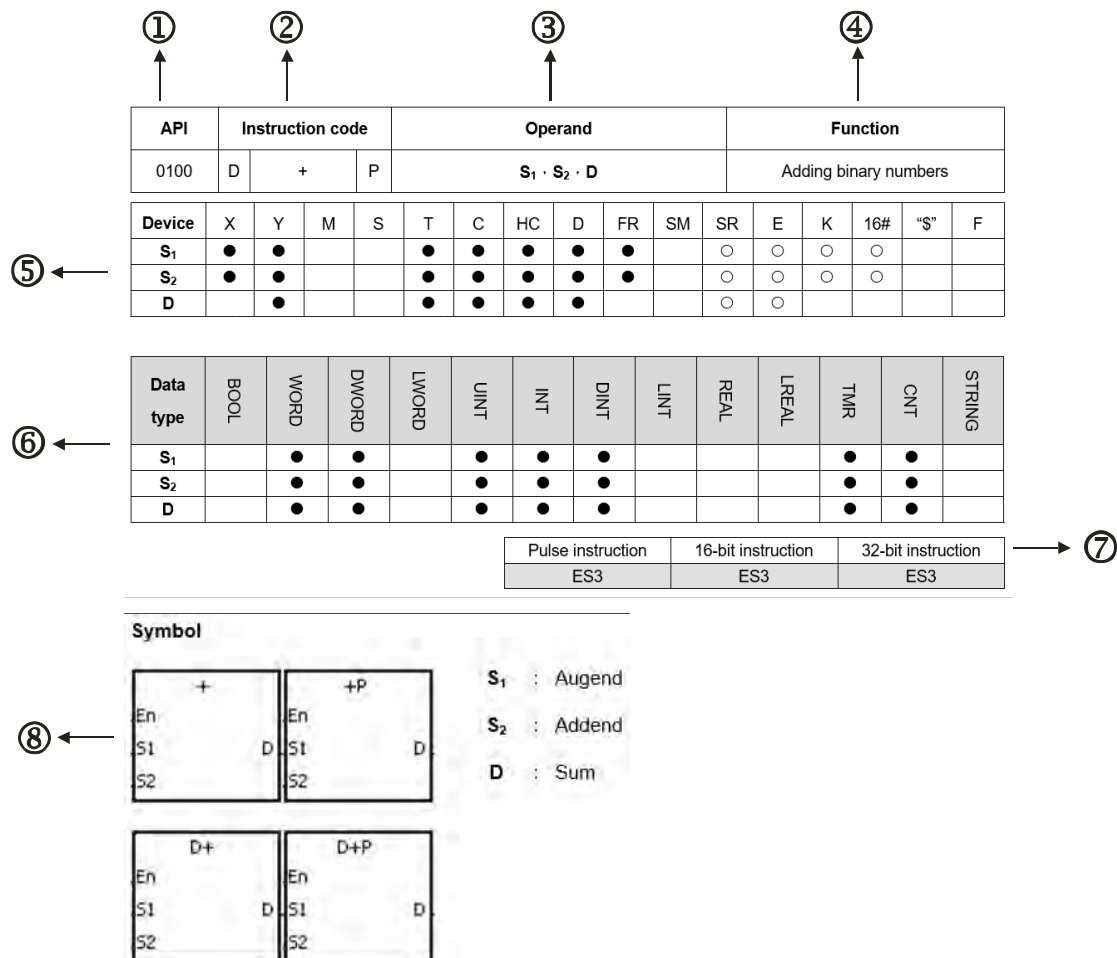 ① ② ③ ④
API Instruction code Operand Function
0100 D + P S₁ · S₂ · D Adding binary numbers
Device X Y M S T C HC D FR SM SR E K 16# “$” F
S₁ ● ● ● ● ● ● ● ○ ○ ○ ○
⑤ S₂ ● ● ● ● ● ● ● ○ ○ ○ ○
D ● ● ● ● ● ○ ○
Data type BOOL WORD DWORD LWORD UINT INT DINT LINT REAL LREAL TMR CNT STRING
⑥
S₁ ● ● ● ● ● ● ●
S₂ ● ● ● ● ● ● ●
D ● ● ● ● ● ● ●
Pulse instruction 16-bit instruction 32-bit instruction ⑦
ES3 ES3 ES3
Symbol
+ +P S₁ : Augend
En En
S₂ : Addend
⑧ S1 D S1 D
S2 S2 D : Sum
D+ D+P
En En
S1 D S1 D
S2 S2